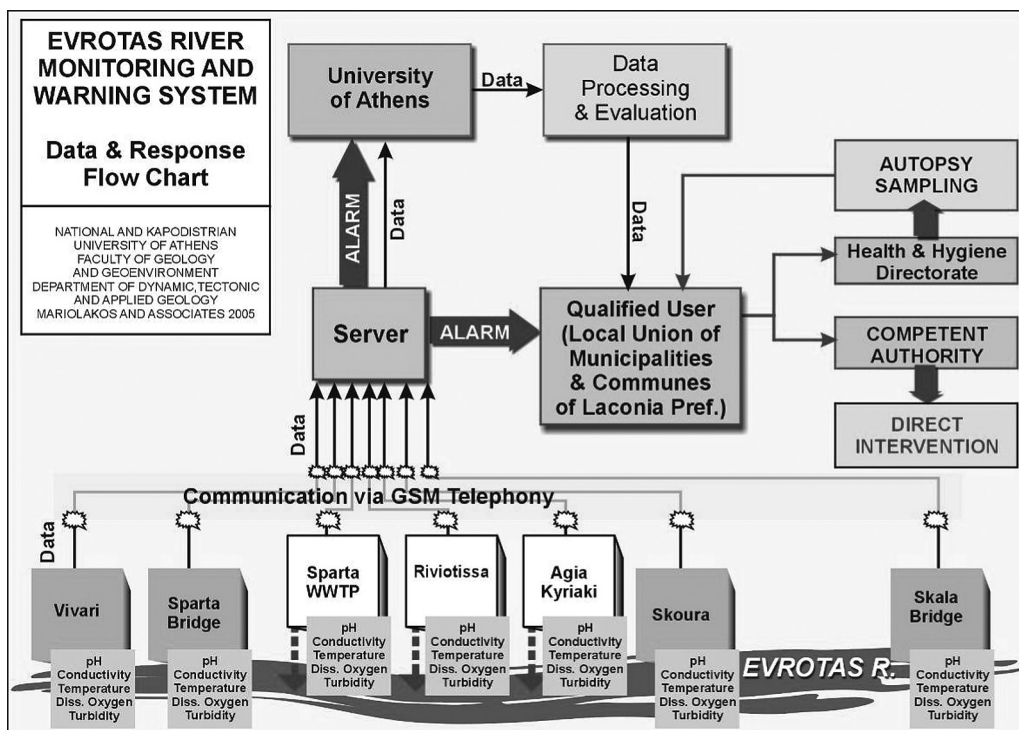 EVROTAS RIVER
MONITORING AND
WARNING SYSTEM
Data & Response
Flow Chart
NATIONAL AND KAPODISTRIAN
UNIVERSITY OF ATHENS
FACULTY OF GEOLOGY
AND GEOENVIRONMENT
DEPARTMENT OF DYNAMIC,TECTONIC
AND APPLIED GEOLOGY
MARIOLAKOS AND ASSOCIATES 2005
University
of Athens
Data
Data
Processing
& Evaluation
ALARM
Data
Data
AUTOPSY
SAMPLING
Health & Hygiene
Directorate
Server
ALARM
Qualified User
(Local Union of
Municipalities
& Communes
of Laconia Pref.)
COMPETENT
AUTHORITY
DIRECT
INTERVENTION
Data
Communication via GSM Telephony
Data
Vivari
Sparta
Bridge
Sparta
WWTP
Riviotissa
Agia
Kyriaki
Skoura
Skala
Bridge
pH
Conductivity
Temperature
Diss. Oxygen
Turbidity
pH
Conductivity
Temperature
Diss. Oxygen
Turbidity
pH
Conductivity
Temperature
Diss. Oxygen
Turbidity
pH
Conductivity
Temperature
Diss. Oxygen
Turbidity
pH
Conductivity
Temperature
Diss. Oxygen
Turbidity
pH
Conductivity
Temperature
Diss. Oxygen
Turbidity
EVROTAS R.
pH
Conductivity
Temperature
Diss. Oxygen
Turbidity